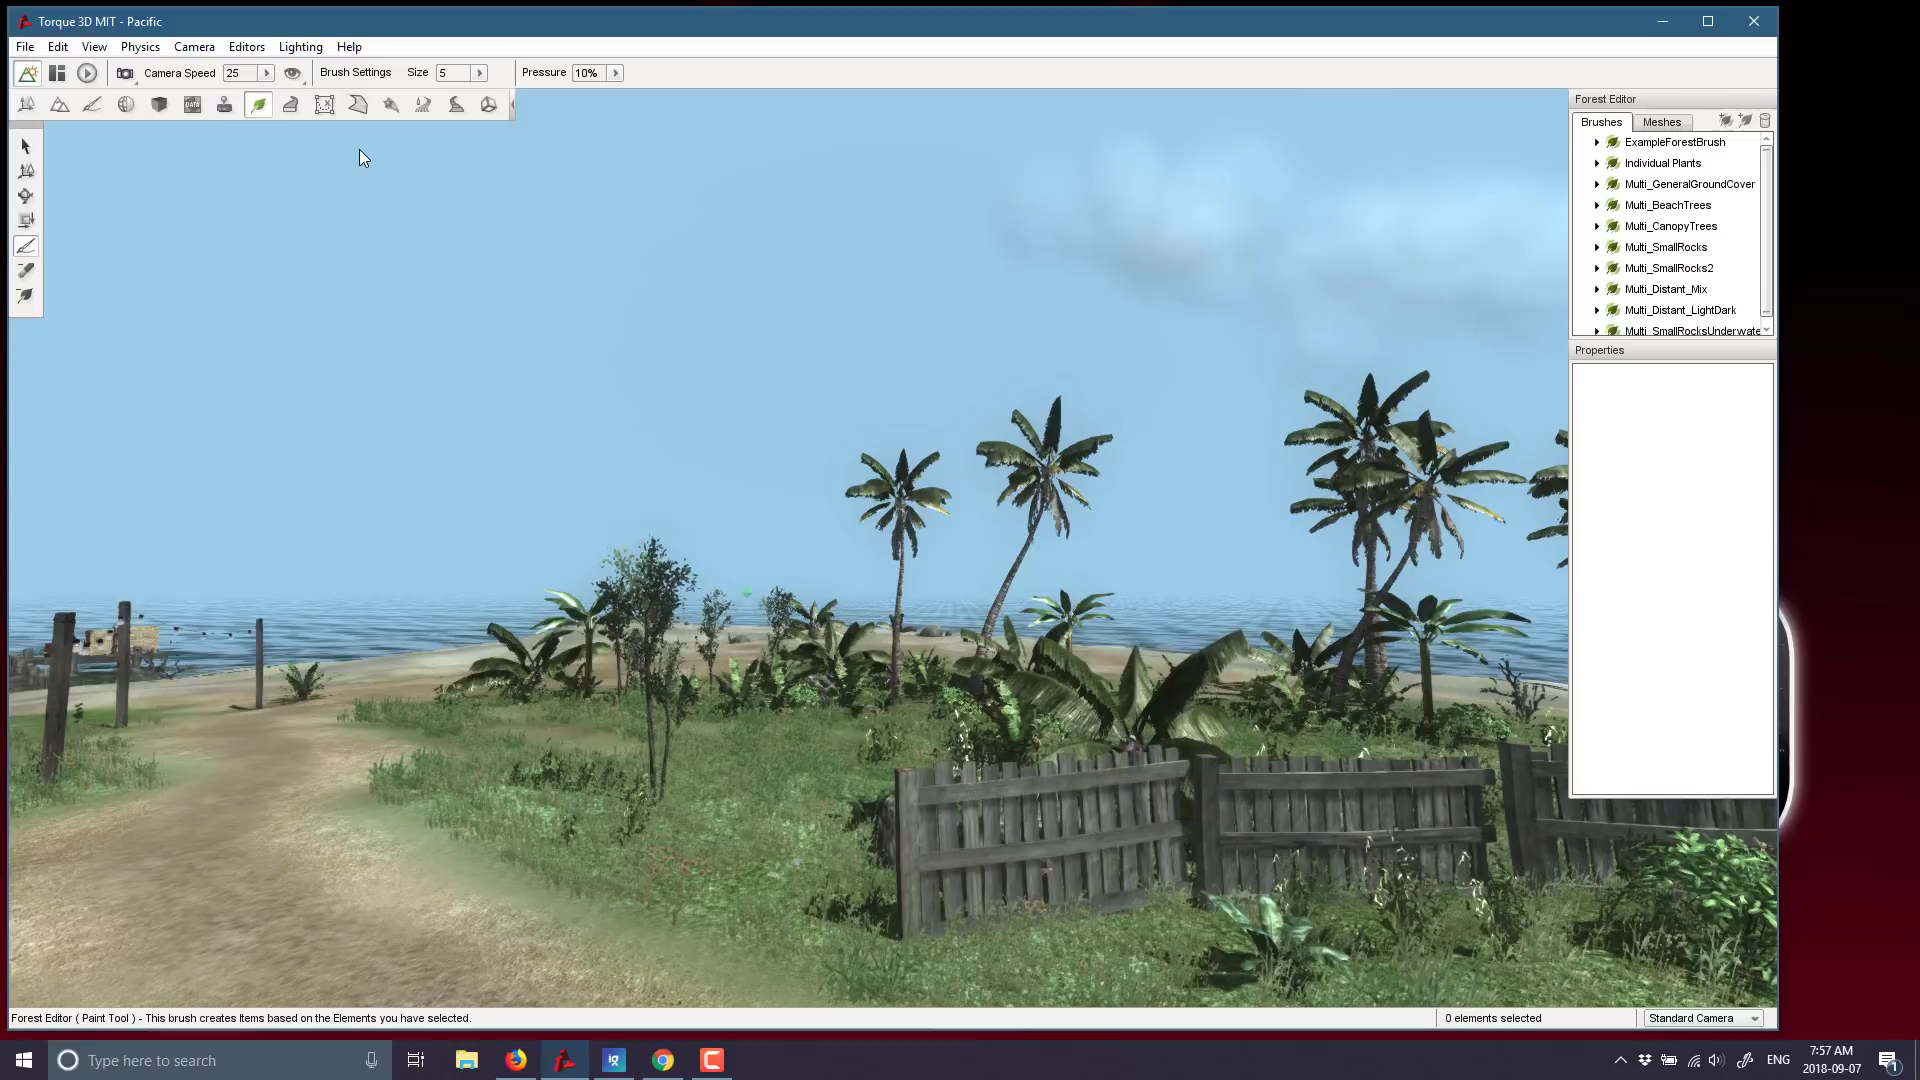 Torque 3D MIT - Pacific
File Edit View Physics Camera Editors Lighting Help
Camera Speed 25 Brush Settings Size 5 Pressure 10%
DATA
Forest Editor
Brushes Meshes
ExampleForestBrush
Individual Plants
Multi_GeneralGroundCover
Multi_BeachTrees
Multi_CanopyTrees
Multi_SmallRocks
Multi_SmallRocks2
Multi_Distant_Mix
Multi_Distant_LightDark
Multi_SmallRocksUnderwate
Properties
Forest Editor ( Paint Tool ) - This brush creates Items based on the Elements you have selected.
0 elements selected
Standard Camera
Type here to search
ig
ENG
7:57 AM
2018-09-07
1